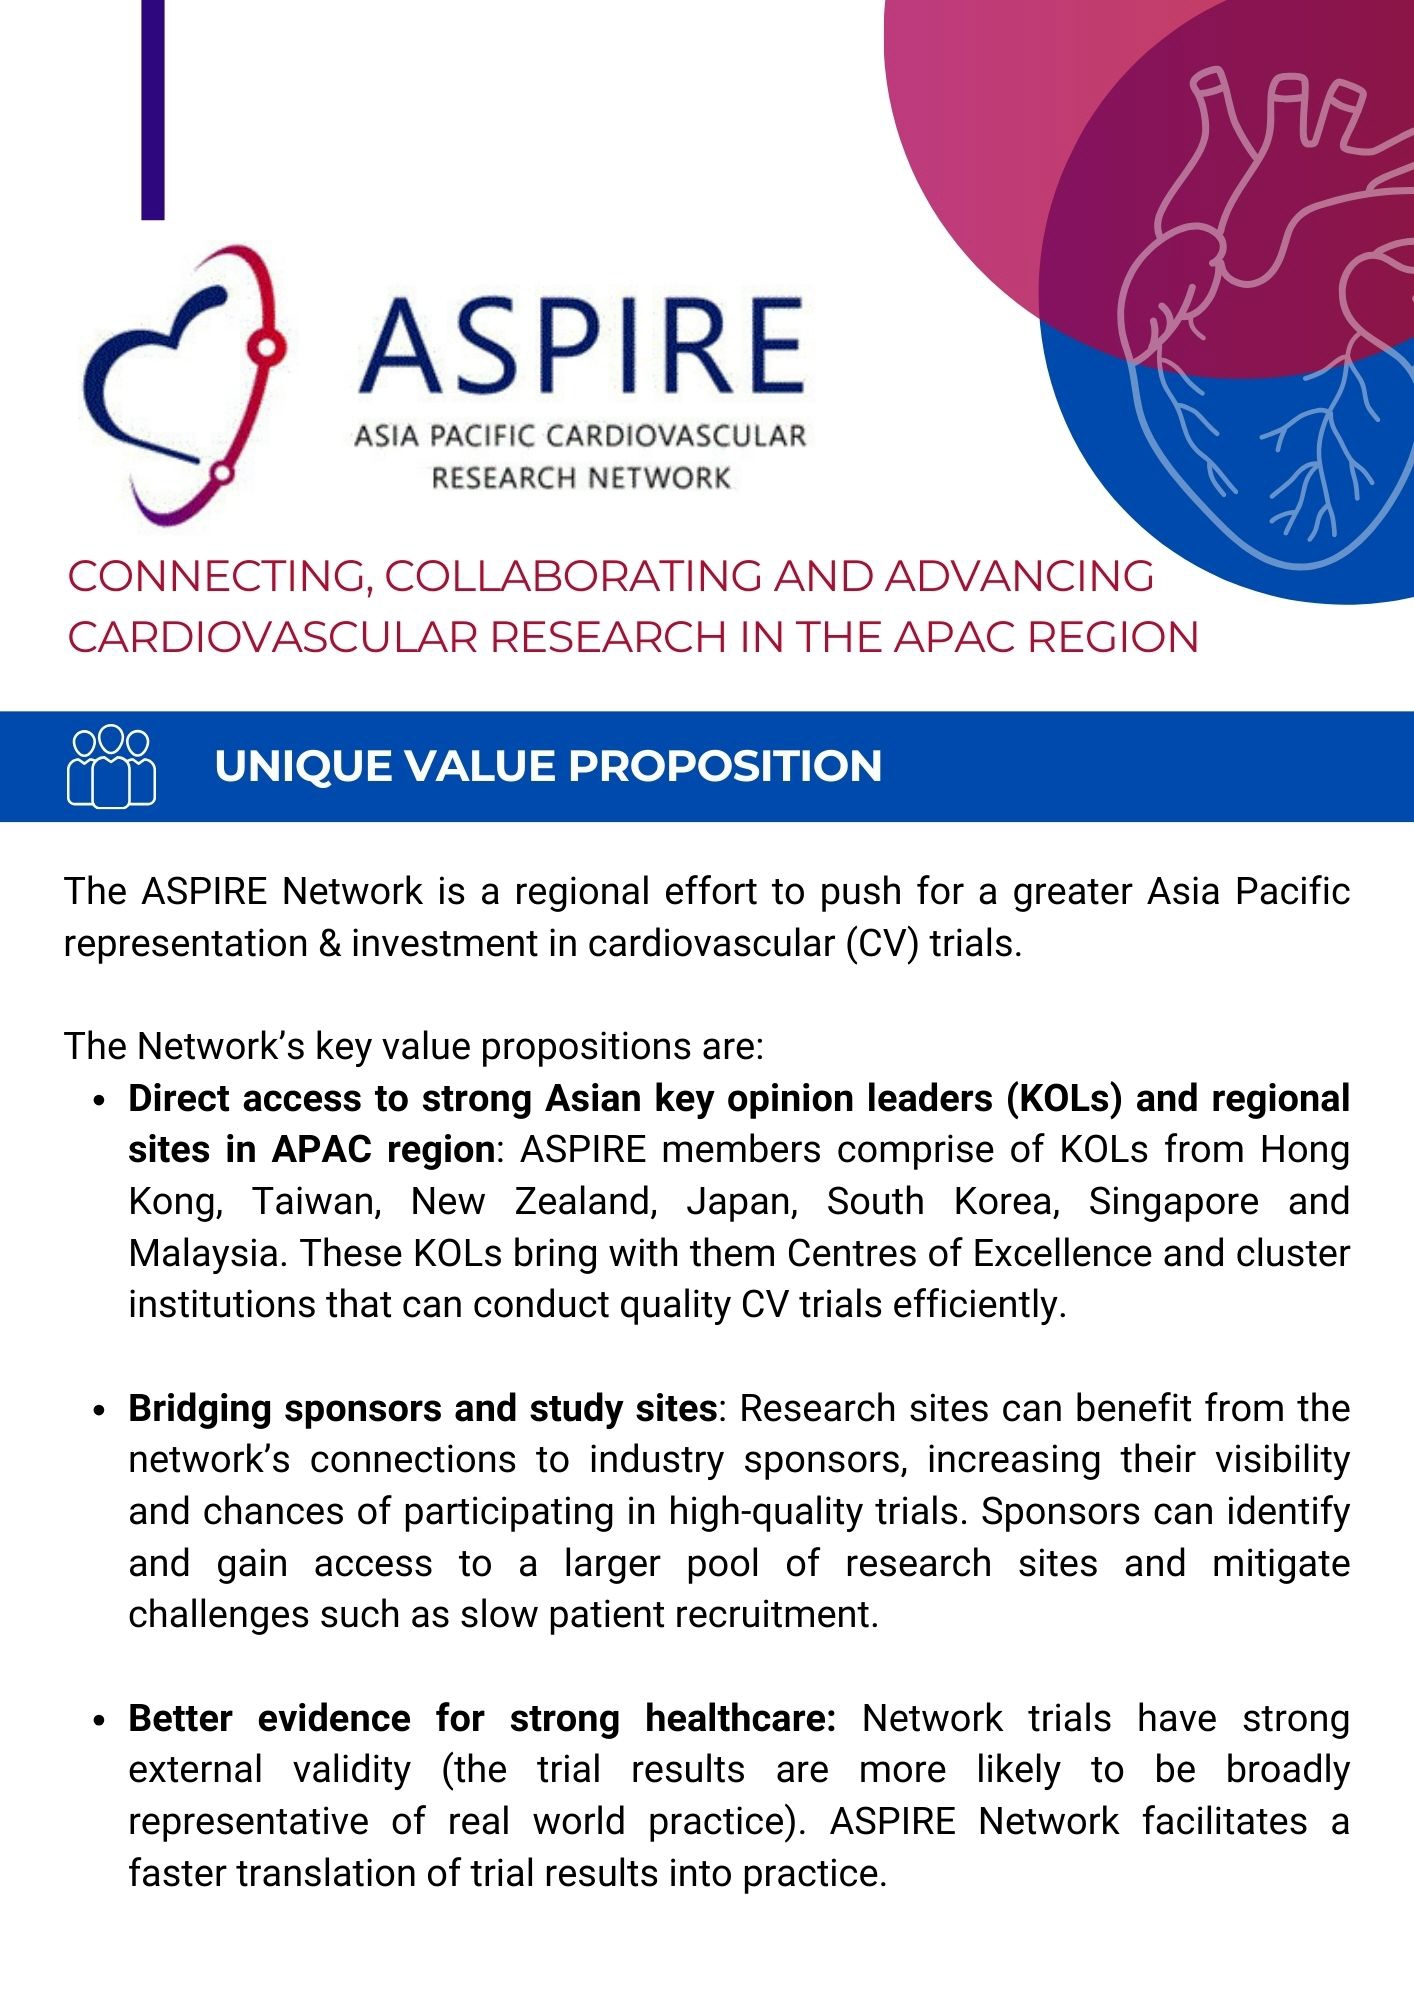 ASPIRE
ASIA PACIFIC CARDIOVASCULAR
RESEARCH NETWORK
CONNECTING, COLLABORATING AND ADVANCING
CARDIOVASCULAR RESEARCH IN THE APAC REGION
UNIQUE VALUE PROPOSITION
The ASPIRE Network is a regional effort to push for a greater Asia Pacific
representation & investment in cardiovascular (CV) trials.
The Network’s key value propositions are:
• Direct access to strong Asian key opinion leaders (KOLs) and regional
sites in APAC region: ASPIRE members comprise of KOLs from Hong
Kong, Taiwan, New Zealand, Japan, South Korea, Singapore and
Malaysia. These KOLs bring with them Centres of Excellence and cluster
institutions that can conduct quality CV trials efficiently.
• Bridging sponsors and study sites: Research sites can benefit from the
network’s connections to industry sponsors, increasing their visibility
and chances of participating in high-quality trials. Sponsors can identify
and gain access to a larger pool of research sites and mitigate
challenges such as slow patient recruitment.
• Better evidence for strong healthcare: Network trials have strong
external validity (the trial results are more likely to be broadly
representative of real world practice). ASPIRE Network facilitates a
faster translation of trial results into practice.